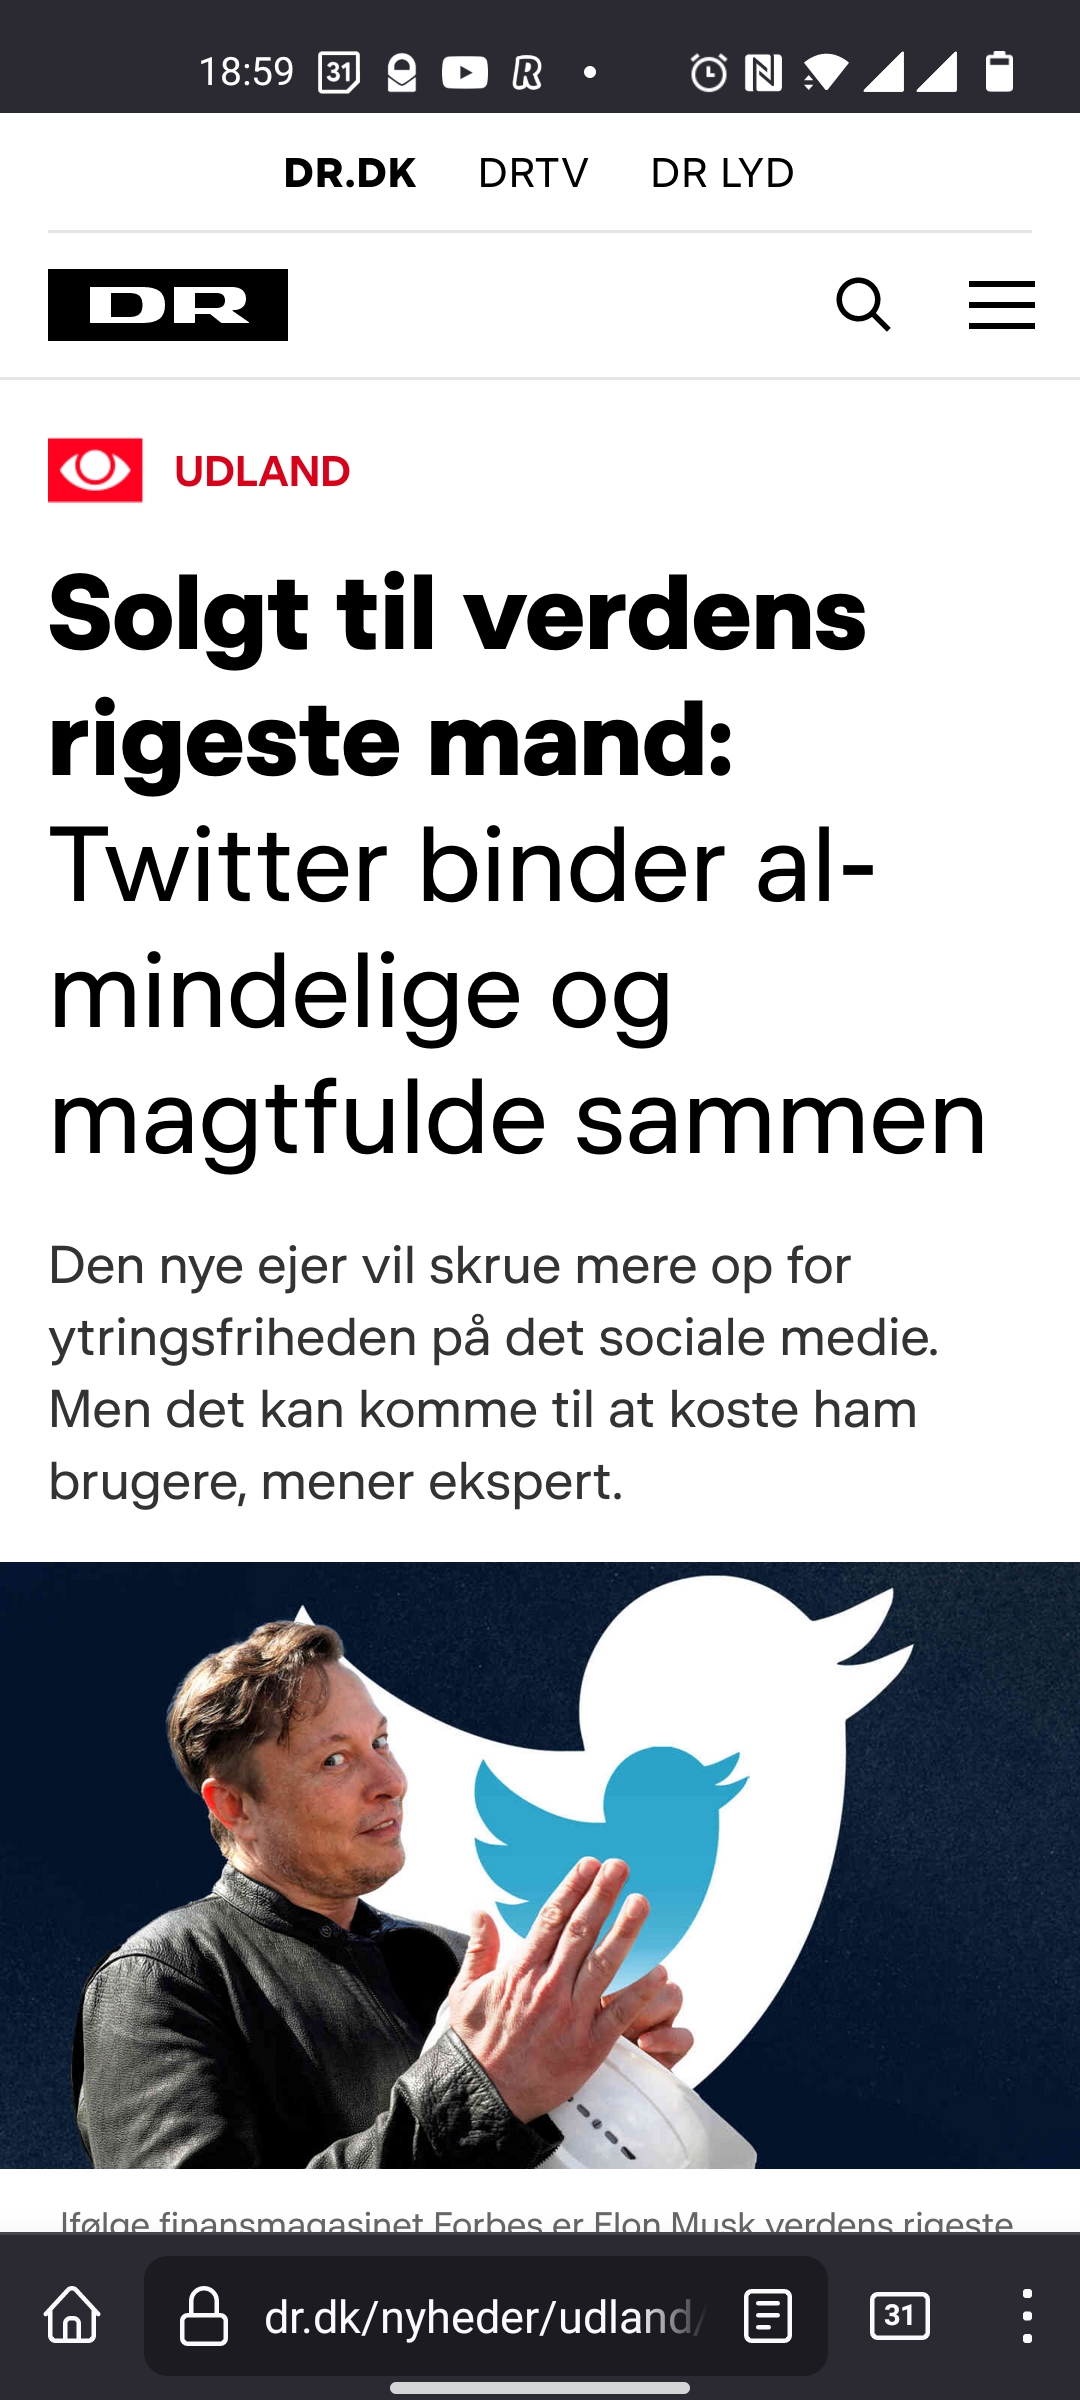 18:59 31 R
DR.DK DRTV DR LYD
DR
UDLAND
Solgt til verdens
rigeste mand:
Twitter binder al-
mindelige og
magtfulde sammen
Den nye ejer vil skrue mere op for
ytringsfriheden på det sociale medie.
Men det kan komme til at koste ham
brugere, mener ekspert.
Ifølge finansmagasinet Forbes er Elon Musk verdens rigeste
dr.dk/nyheder/udland/ 31